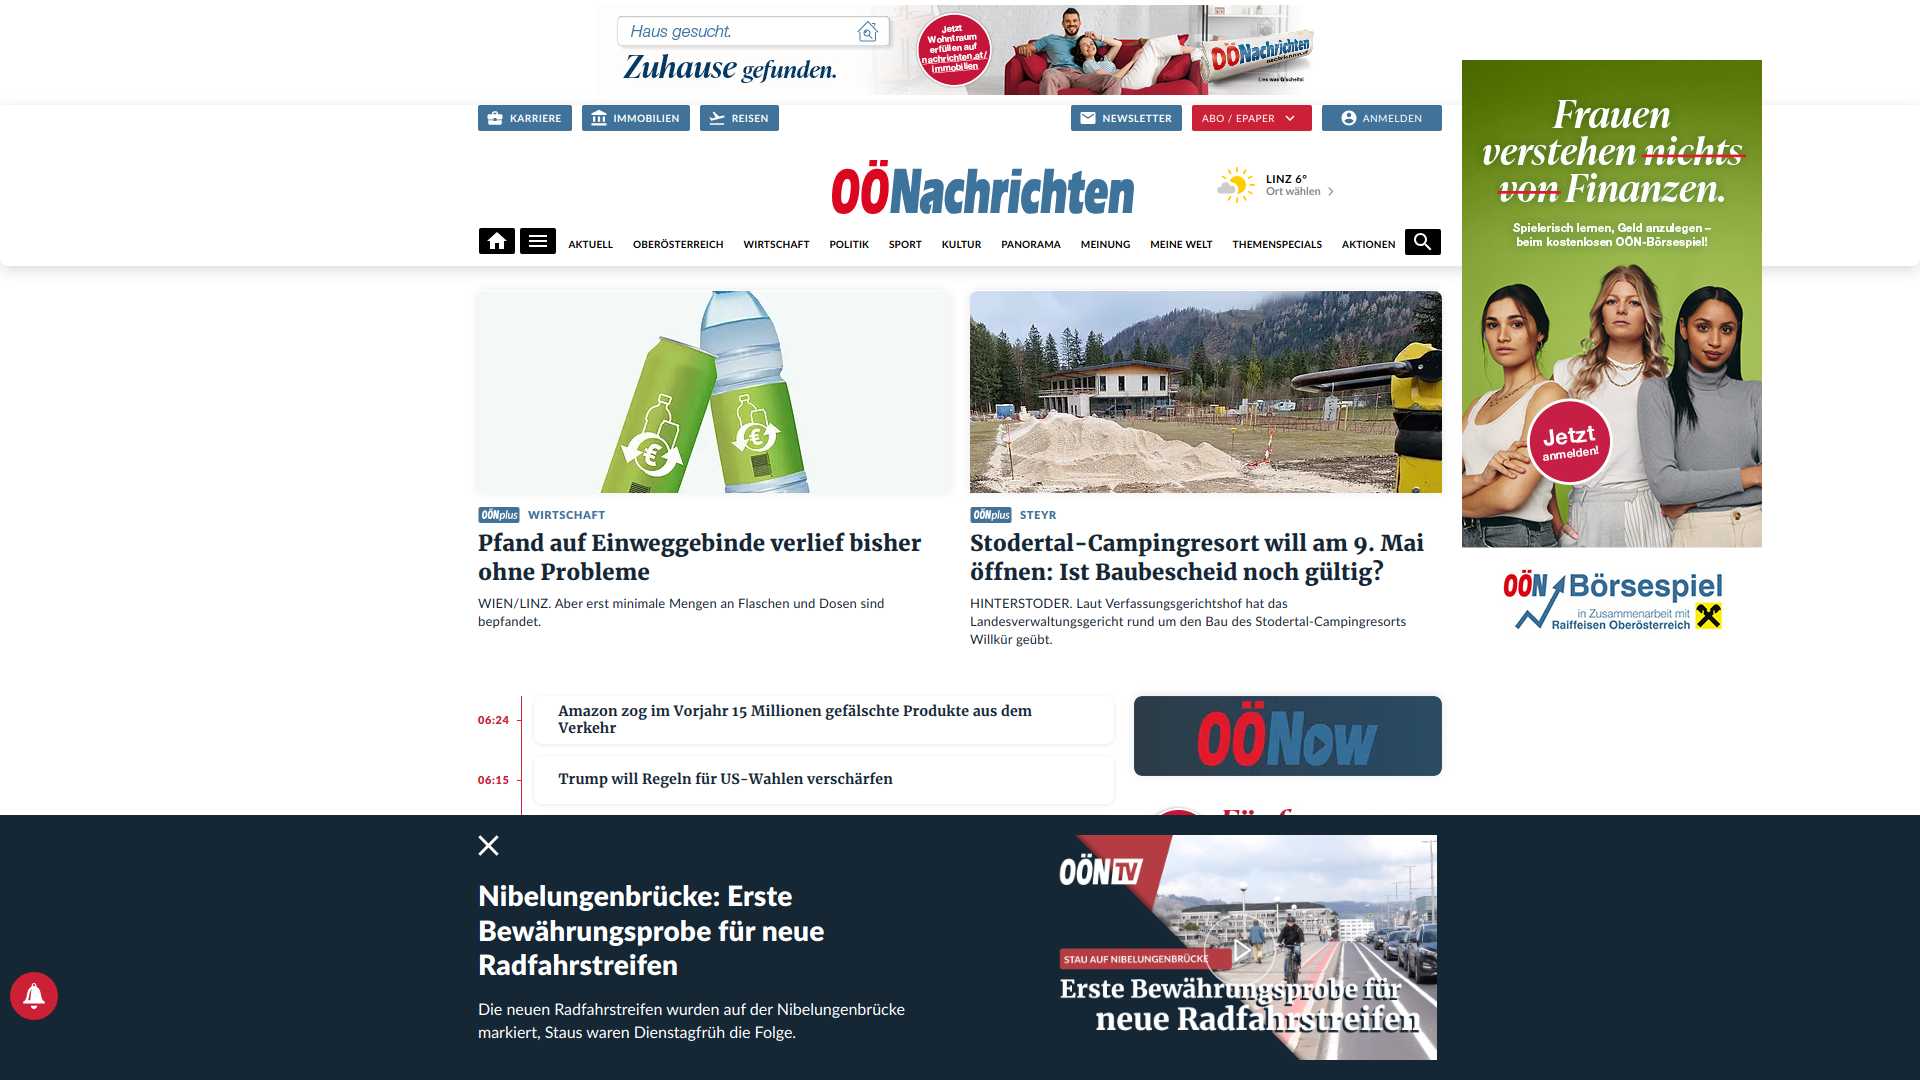 Haus gesucht.
Zuhause gefunden.
Jetzt
Wohntraum
erfüllen auf
nachrichten.at/
immobilien
OÖNachrichten
Lies was G'scheits!
KARRIERE
IMMOBILIEN
REISEN
NEWSLETTER
ABO / EPAPER
ANMELDEN
OÖNachrichten
LINZ 6°
Ort wählen
AKTUELL
OBERÖSTERREICH
WIRTSCHAFT
POLITIK
SPORT
KULTUR
PANORAMA
MEINUNG
MEINE WELT
THEMENSPECIALS
AKTIONEN
Frauen
verstehen nichts
von Finanzen.
Spielerisch lernen, Geld anzulegen –
beim kostenlosen OÖN-Börsespiel!
Jetzt
anmelden!
OÖN Börsespiel
in Zusammenarbeit mit
Raiffeisen Oberösterreich
OÖNplus WIRTSCHAFT
Pfand auf Einweggebinde verlief bisher
ohne Probleme
WIEN/LINZ. Aber erst minimale Mengen an Flaschen und Dosen sind
bepfandet.
OÖNplus STEYR
Stodertal-Campingresort will am 9. Mai
öffnen: Ist Baubescheid noch gültig?
HINTERSTODER. Laut Verfassungsgerichtshof hat das
Landesverwaltungsgericht rund um den Bau des Stodertal-Campingresorts
Willkür geübt.
06:24
Amazon zog im Vorjahr 15 Millionen gefälschte Produkte aus dem
Verkehr
06:15
Trump will Regeln für US-Wahlen verschärfen
OÖNow
Nibelungenbrücke: Erste
Bewährungsprobe für neue
Radfahrstreifen
Die neuen Radfahrstreifen wurden auf der Nibelungenbrücke
markiert, Staus waren Dienstagfrüh die Folge.
OÖN TV
STAU AUF NIBELUNGENBRÜCKE
Erste Bewährungsprobe für
neue Radfahrstreifen